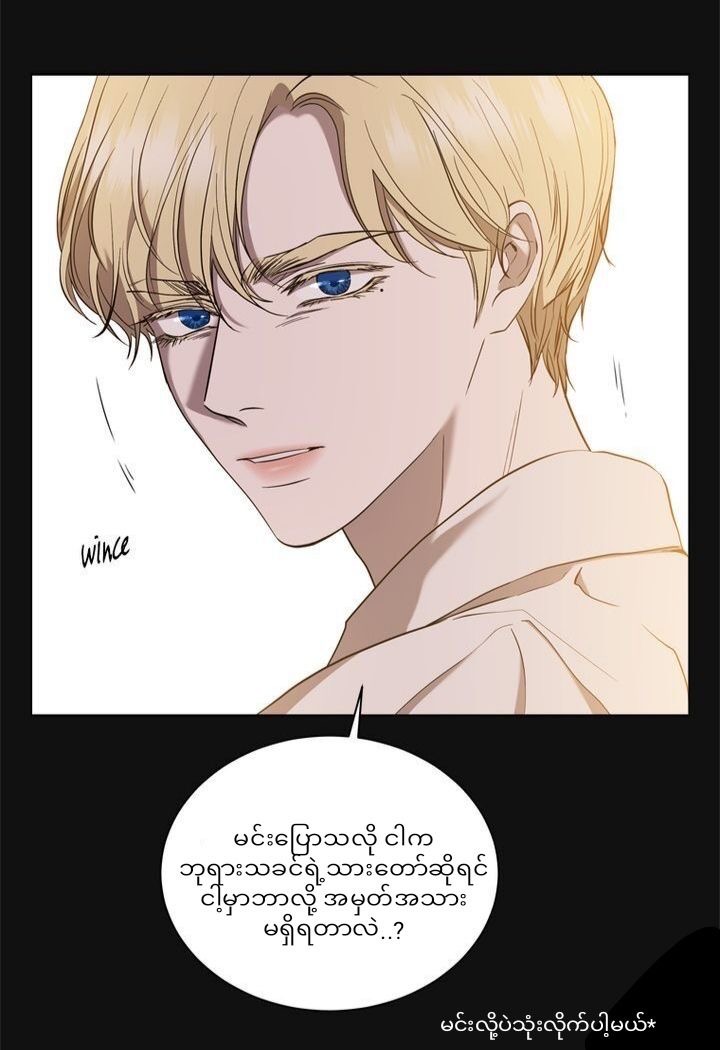 wince
မင်းပြောသလို ငါက
ဘုရားသခင်ရဲ့သားတော်ဆိုရင်
ငါ့မှာဘာလို့ အမှတ်အသား
မရှိရတာလဲ..?
မင်းလို့ပဲသုံးလိုက်ပါ့မယ်*